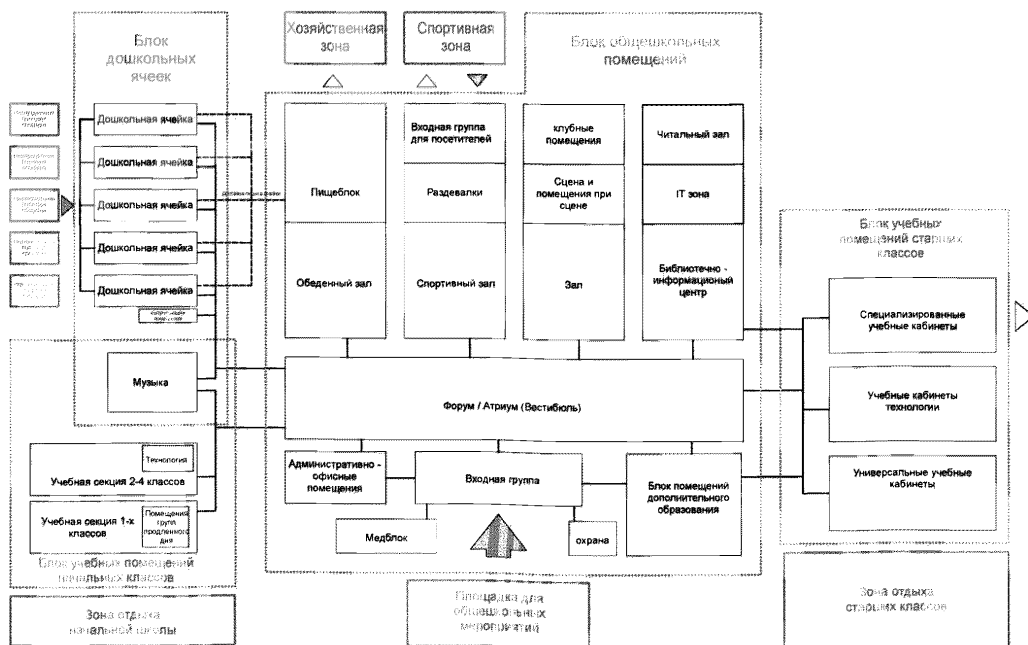 Блок
дошкольных
ячеек
Хозяйственная
зона
Спортивная
зона
Блок общешкольных
помещений
Дошкольная ячейка
Дошкольная ячейка
Дошкольная ячейка
Дошкольная ячейка
Дошкольная ячейка
Музыка
Пищеблок
Обеденный зал
Входная группа
для посетителей
Раздевалки
Спортивный зал
клубные
помещения
Сцена и
помещения при
сцене
Зал
Читальный зал
IT зона
Библиотечно -
информационый
центр
Форум / Атриум (Вестибюль)
Блок учебных
помещений старших
классов
Специализированные
учебные кабинеты
Учебные кабинеты
технологии
Универсальные учебные
кабинеты
Технология
Учебная секция 2-4 классов
Учебная секция 1-х
классов
Помещения
групп
продленного
дня
Блок учебных помещений
начальных классов
Административно -
офисные
помещения
Входная группа
Блок помещений
дополнительного
образования
Медблок
охрана
Зона отдыха
начальной школы
Площадка для
общешкольных
мероприятий
Зона отдыха
старших классов